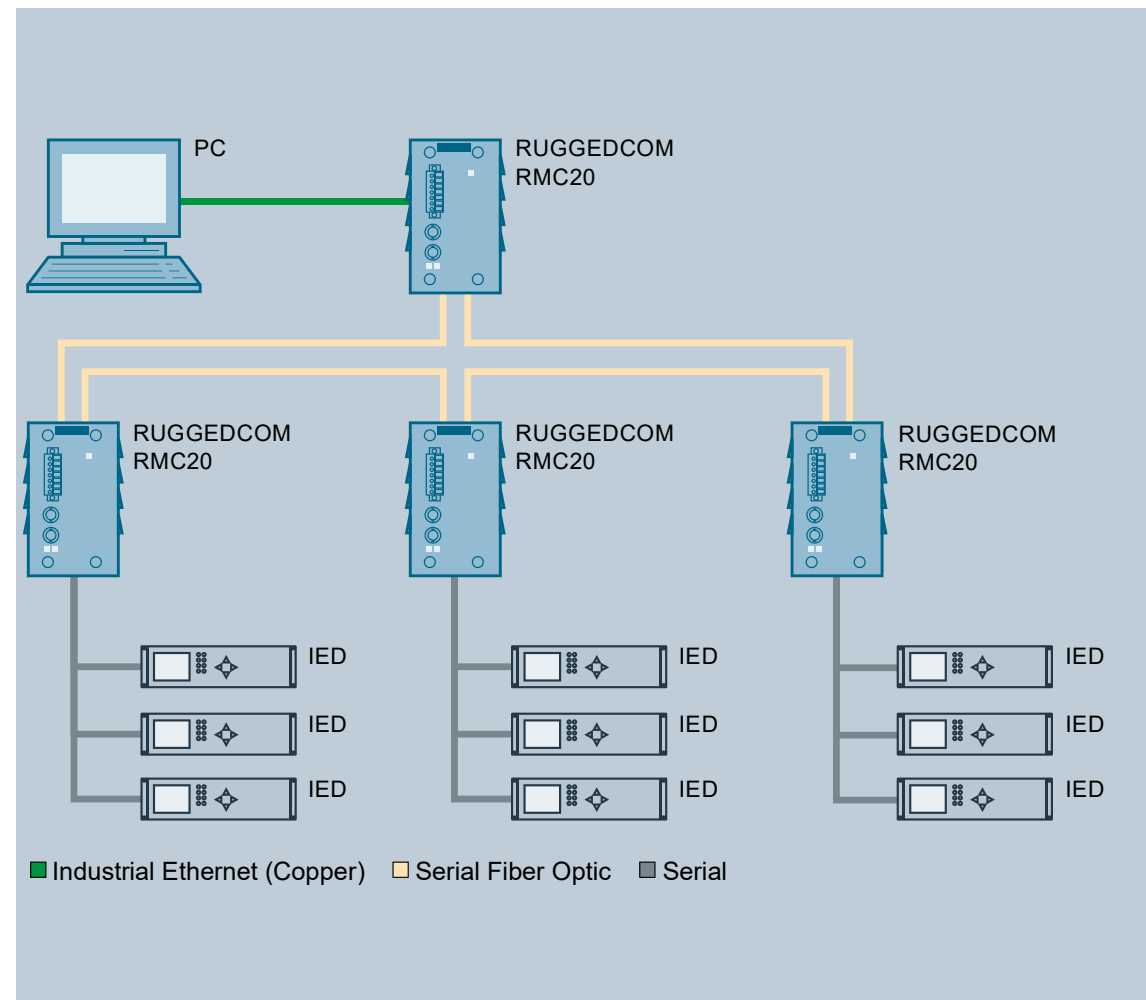 PC
RUGGEDCOM
RMC20
RUGGEDCOM
RMC20
RUGGEDCOM
RMC20
RUGGEDCOM
RMC20
IED
IED
IED
IED
IED
IED
IED
IED
IED
Industrial Ethernet (Copper) Serial Fiber Optic Serial